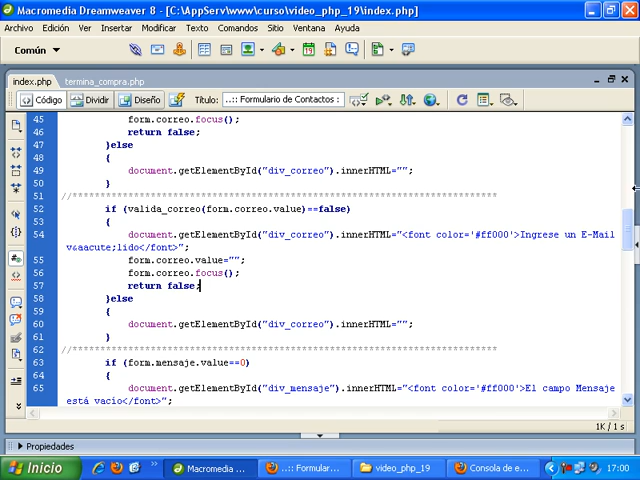 Macromedia Dreamweaver 8 - [C:\AppServ\www\curso\video_php_19\index.php]
Archivo Edición Ver Insertar Modificar Texto Comandos Sitio Ventana Ayuda
Común
index.php termina_compra.php
Código Dividir Diseño Título: ..:: Formulario de Contactos :
45 form.correo.focus();
46 return false;
47 }else
48 {
49 document.getElementById("div_correo").innerHTML="";
50 }
51 //*******************************************************************************
52 if (valida_correo(form.correo.value)==false)
53 {
54 document.getElementById("div_correo").innerHTML="<font color='#ff000'>Ingrese un E-Mail
v&aacute;lido</font>";
55 form.correo.value="";
56 form.correo.focus();
57 return false;
58 }else
59 {
60 document.getElementById("div_correo").innerHTML="";
61 }
62 //*******************************************************************************
63 if (form.mensaje.value==0)
64 {
65 document.getElementById("div_mensaje").innerHTML="<font color='#ff000'>El campo Mensaje
está vacío</font>";
1K / 1 s
Propiedades
Inicio Macromedia ... ..:: Formular... video_php_19 Consola de e... 17:00